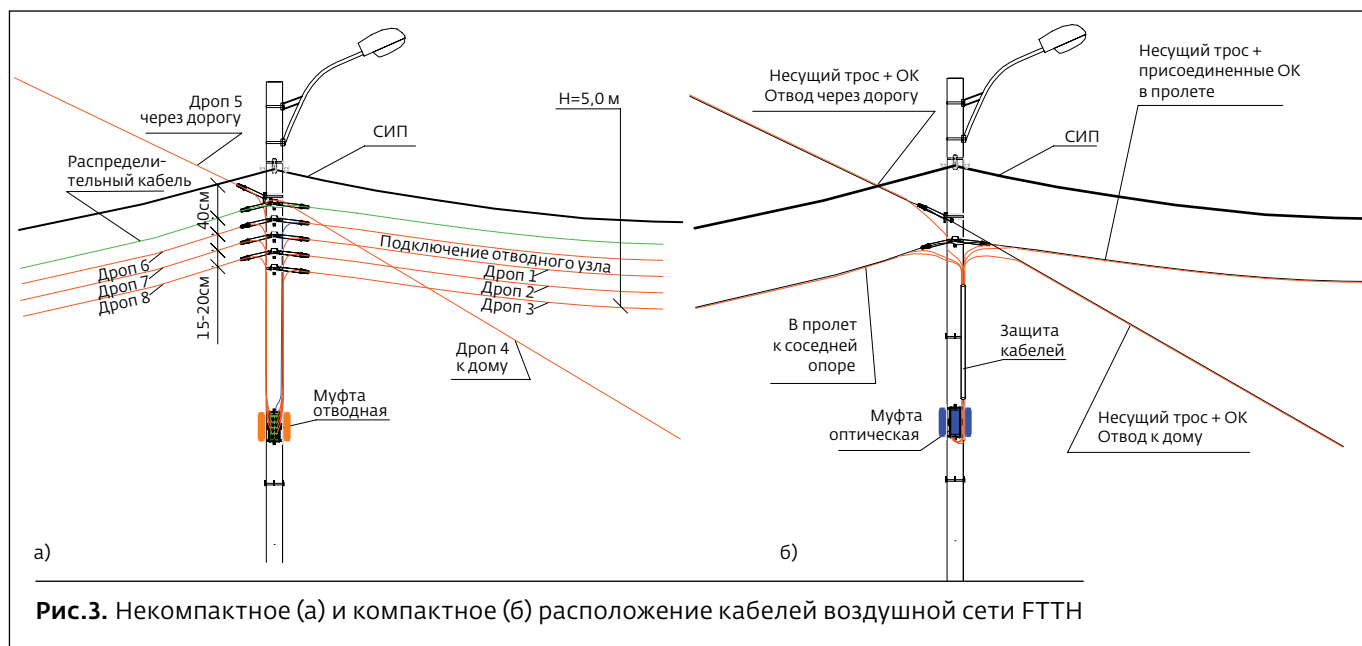 Дроп 5
через дорогу
Распредели-
тительный кабель
СИП
H=5,0 м
40см
15-20см
Дроп 6
Дроп 7
Дроп 8
Подключение отводного узла
Дроп 1
Дроп 2
Дроп 3
Дроп 4
к дому
Муфта
отводная
а)
Несущий трос + ОК
Отвод через дорогу
Несущий трос +
присоединенные ОК
в пролете
СИП
В пролет
к соседней
опоре
Защита
кабелей
Муфта
оптическая
Несущий трос + ОК
Отвод к дому
б)
Рис.3. Некомпактное (а) и компактное (б) расположение кабелей воздушной сети FTTH